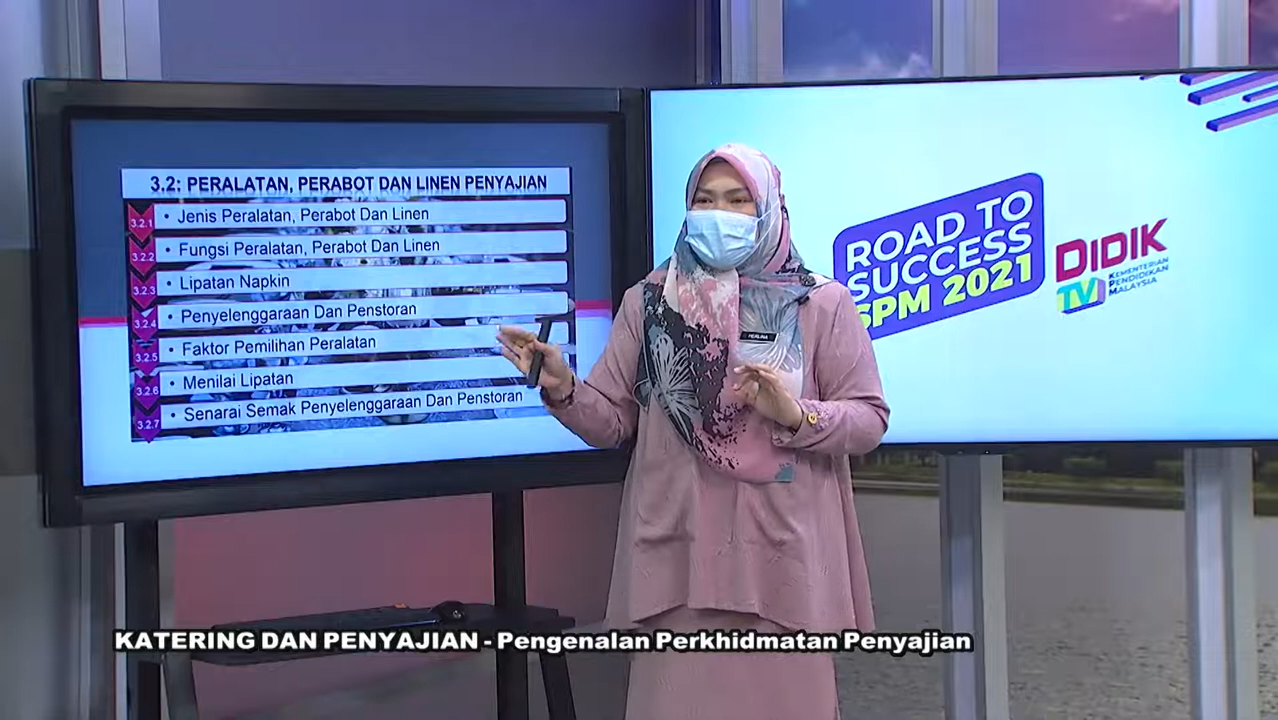 3.2: PERALATAN, PERABOT DAN LINEN PENYAJIAN
3.2.1 • Jenis Peralatan, Perabot Dan Linen
3.2.2 • Fungsi Peralatan, Perabot Dan Linen
3.2.3 • Lipatan Napkin
3.2.4 • Penyelenggaraan Dan Penstoran
3.2.5 • Faktor Pemilihan Peralatan
3.2.6 • Menilai Lipatan
3.2.7 • Senarai Semak Penyelenggaraan Dan Penstoran
ROAD TO
SUCCESS
SPM 2021
DIDIK
TV
KEMENTERIAN
PENDIDIKAN
MALAYSIA
KATERING DAN PENYAJIAN - Pengenalan Perkhidmatan Penyajian